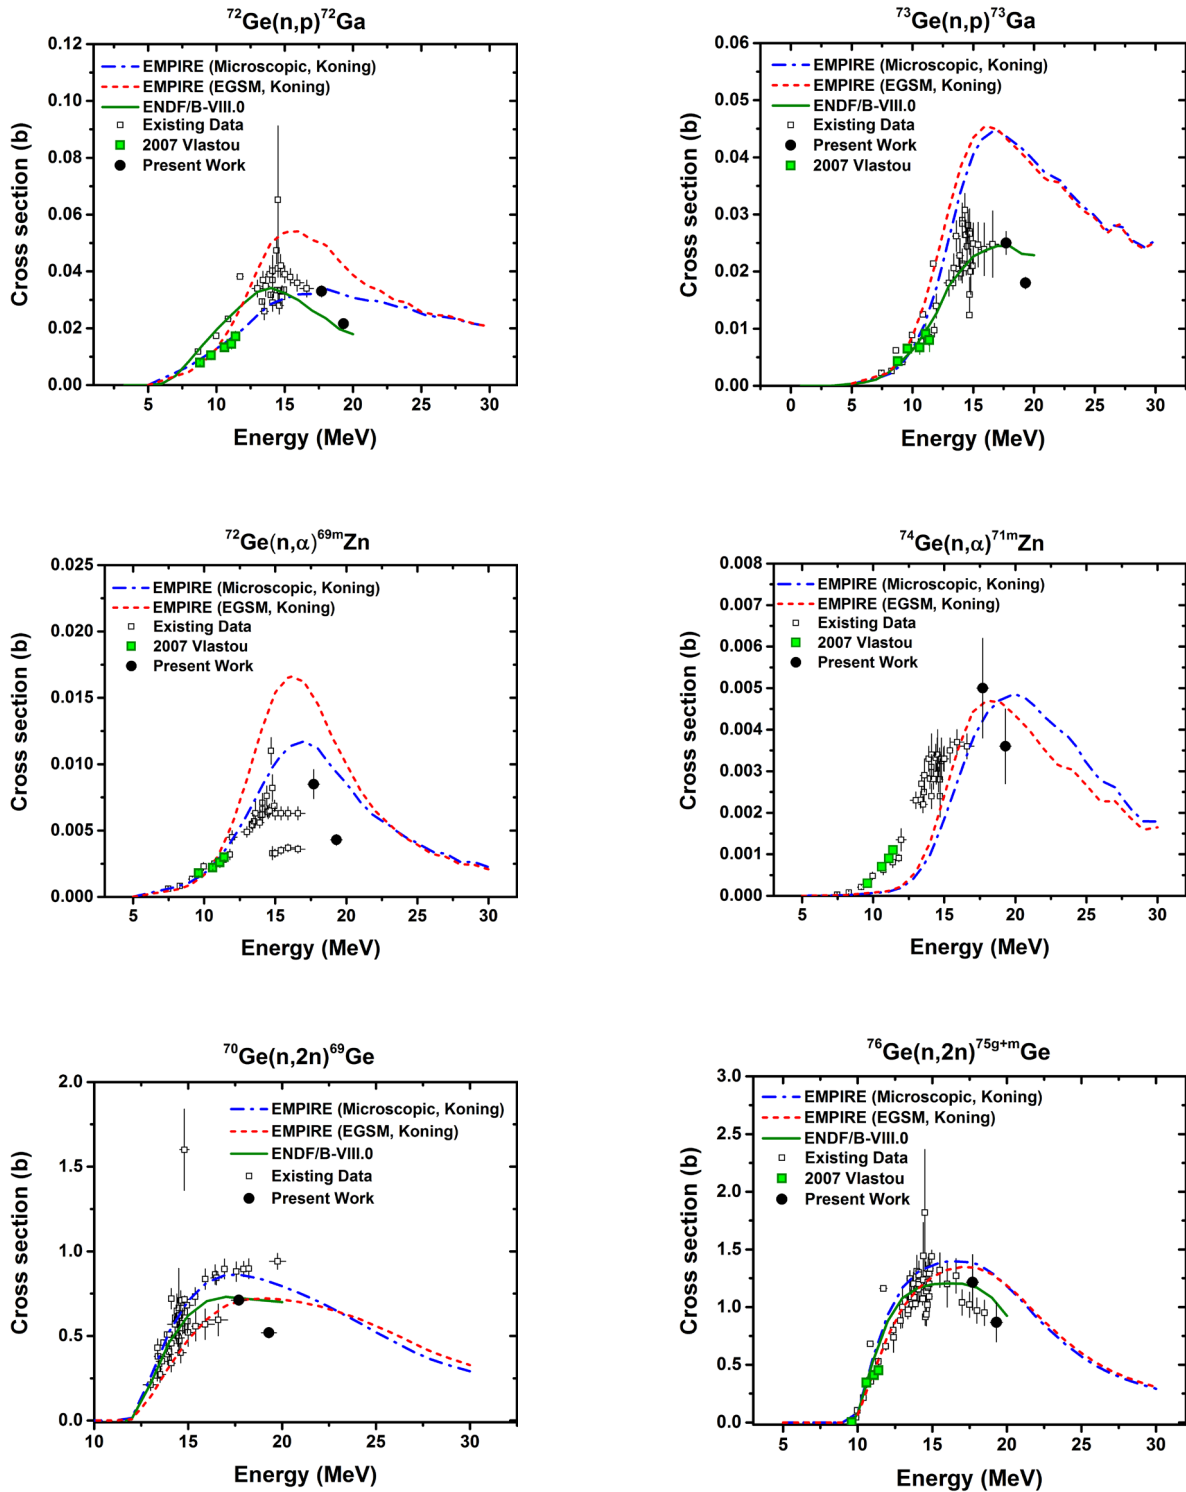 ⁷²Ge(n,p)⁷²Ga
0.12
0.10
0.08
0.06
0.04
0.02
0.00
Cross section (b)
EMPIRE (Microscopic, Koning)
EMPIRE (EGSM, Koning)
ENDF/B-VIII.0
Existing Data
2007 Vlastou
Present Work
5 10 15 20 25 30
Energy (MeV)
⁷³Ge(n,p)⁷³Ga
0.06
0.05
0.04
0.03
0.02
0.01
0.00
Cross section (b)
EMPIRE (Microscopic, Koning)
EMPIRE (EGSM, Koning)
ENDF/B-VIII.0
Existing Data
Present Work
2007 Vlastou
0 5 10 15 20 25 30
Energy (MeV)
⁷²Ge(n,α)⁶⁹ᵐZn
0.025
0.020
0.015
0.010
0.005
0.000
Cross section (b)
EMPIRE (Microscopic, Koning)
EMPIRE (EGSM, Koning)
Existing Data
2007 Vlastou
Present Work
5 10 15 20 25 30
Energy (MeV)
⁷⁴Ge(n,α)⁷¹ᵐZn
0.008
0.007
0.006
0.005
0.004
0.003
0.002
0.001
0.000
Cross section (b)
EMPIRE (Microscopic, Koning)
EMPIRE (EGSM, Koning)
Existing Data
2007 Vlastou
Present Work
5 10 15 20 25 30
Energy (MeV)
⁷⁰Ge(n,2n)⁶⁹Ge
2.0
1.5
1.0
0.5
0.0
Cross section (b)
EMPIRE (Microscopic, Koning)
EMPIRE (EGSM, Koning)
ENDF/B-VIII.0
Existing Data
Present Work
10 15 20 25 30
Energy (MeV)
⁷⁶Ge(n,2n)⁷⁵ᵍ⁺ᵐGe
3.0
2.5
2.0
1.5
1.0
0.5
0.0
Cross section (b)
EMPIRE (Microscopic, Koning)
EMPIRE (EGSM, Koning)
ENDF/B-VIII.0
Existing Data
2007 Vlastou
Present Work
5 10 15 20 25 30
Energy (MeV)